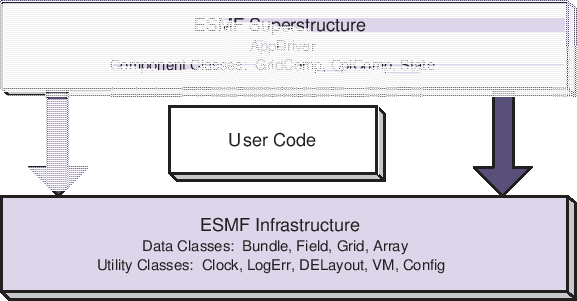 ESMF Superstructure
AppDriver
Component Classes: GridComp, CplComp, State
User Code
ESMF Infrastructure
Data Classes: Bundle, Field, Grid, Array
Utility Classes: Clock, LogErr, DELayout, VM, Config